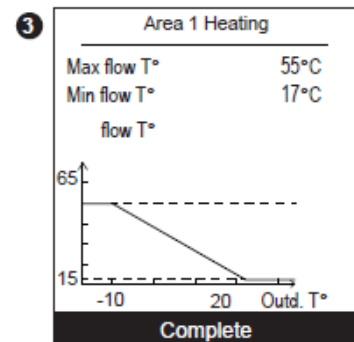 3
Area 1 Heating
Max flow T° 55°C
Min flow T° 17°C
flow T°
65
15
-10 20 Outd. T°
Complete